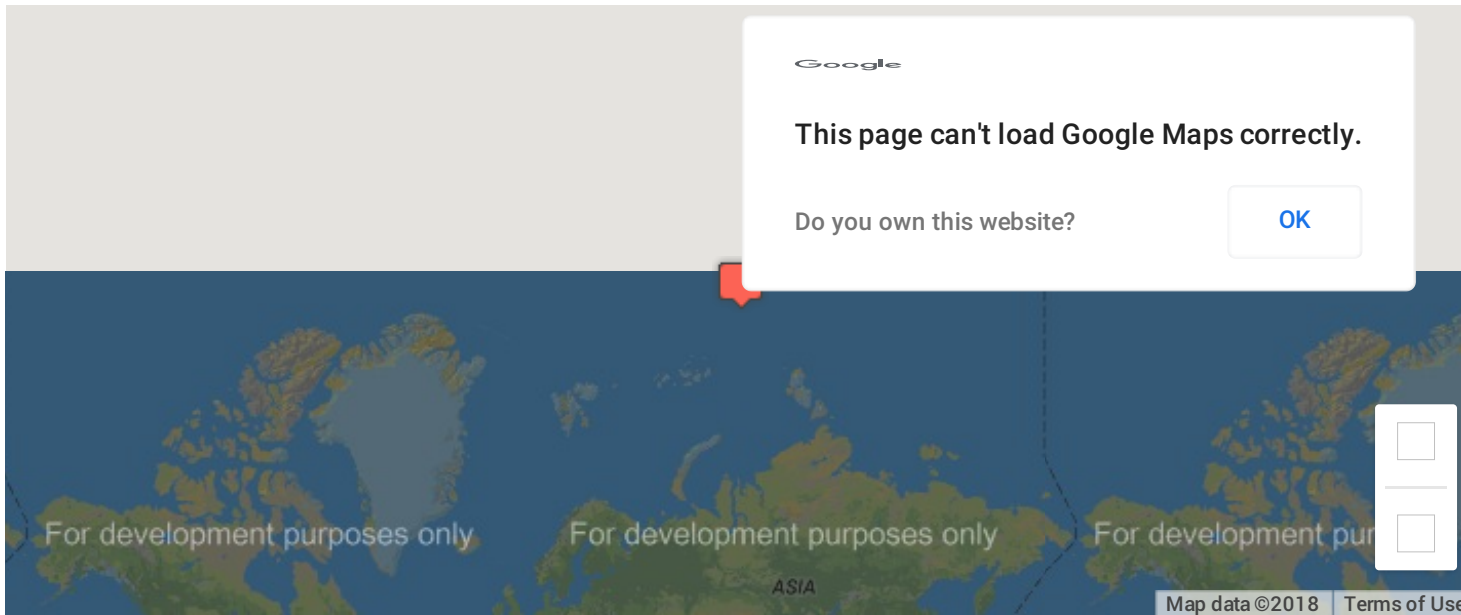 Google
This page can't load Google Maps correctly.
Do you own this website?
OK
For development purposes only
For development purposes only
For development pur
ASIA
Map data ©2018
Terms of Use